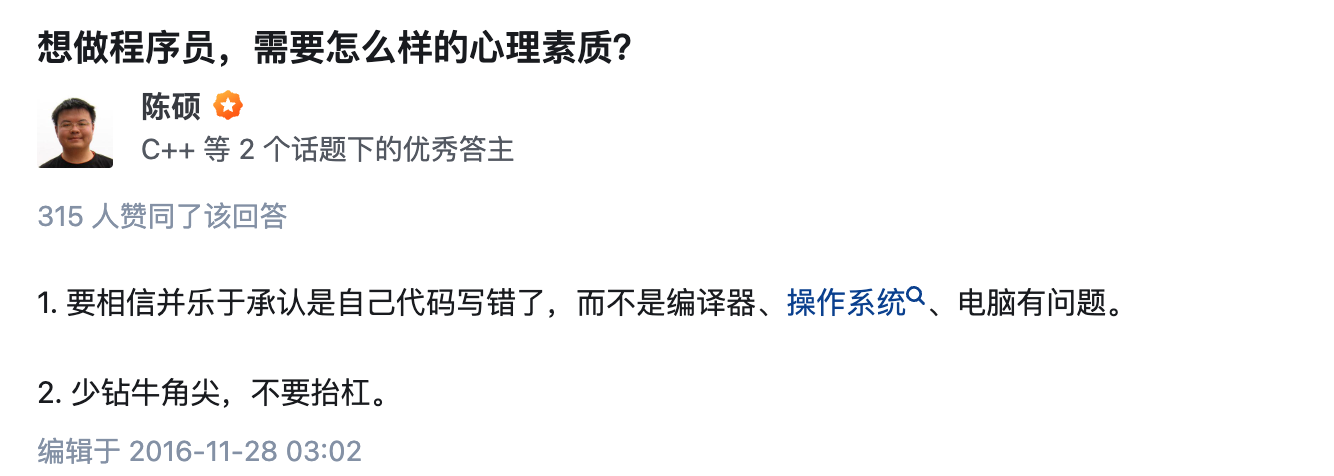 想做程序员，需要怎么样的心理素质？
陈硕
C++ 等 2 个话题下的优秀答主
315 人赞同了该回答
1. 要相信并乐于承认是自己代码写错了，而不是编译器、操作系统、电脑有问题。
2. 少钻牛角尖，不要抬杠。
编辑于 2016-11-28 03:02